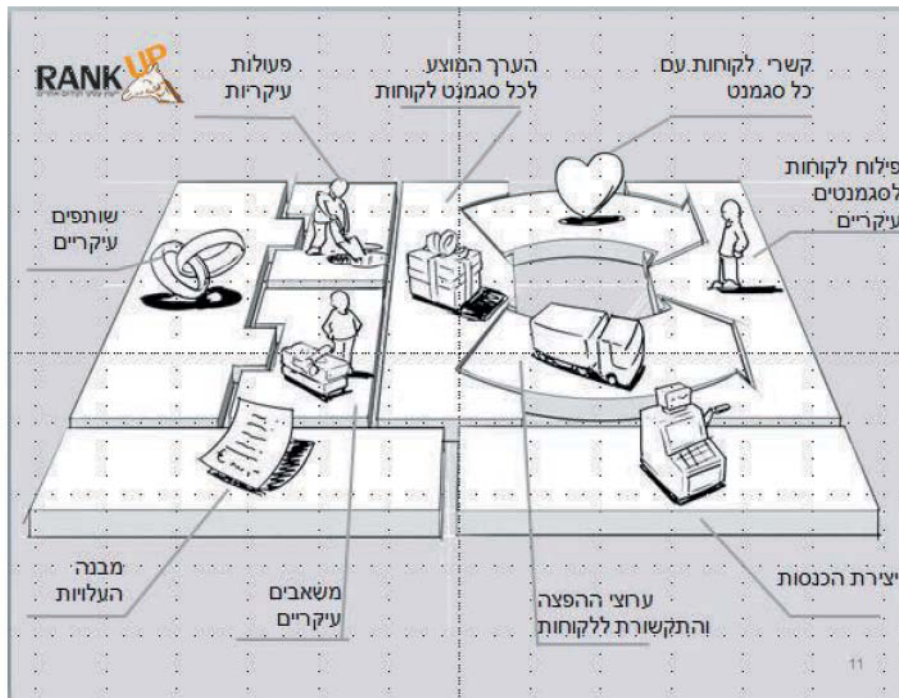 RANK UP
קשרי לקוחות עם
כל סגמנט
הערך המוצע
לכל סגמנט לקוחות
פעולות
עיקריות
פילוח לקוחות
לסגמנטים
עיקריים
שותפים
עיקריים
יצירת הכנסות
ערוצי ההפצה
והתקשורת ללקוחות
משאבים
עיקריים
מבנה
העלויות
11